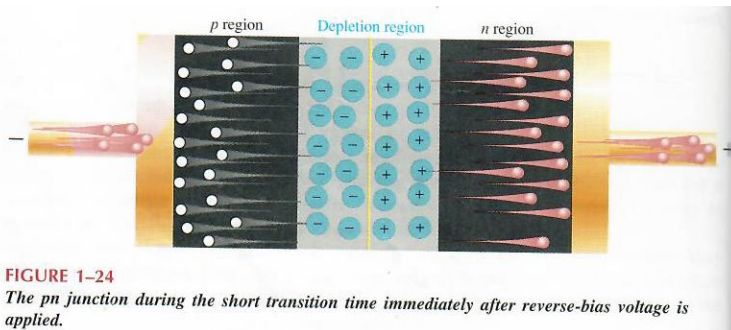 p region Depletion region n region
−
+
FIGURE 1–24
The pn junction during the short transition time immediately after reverse-bias voltage is
applied.